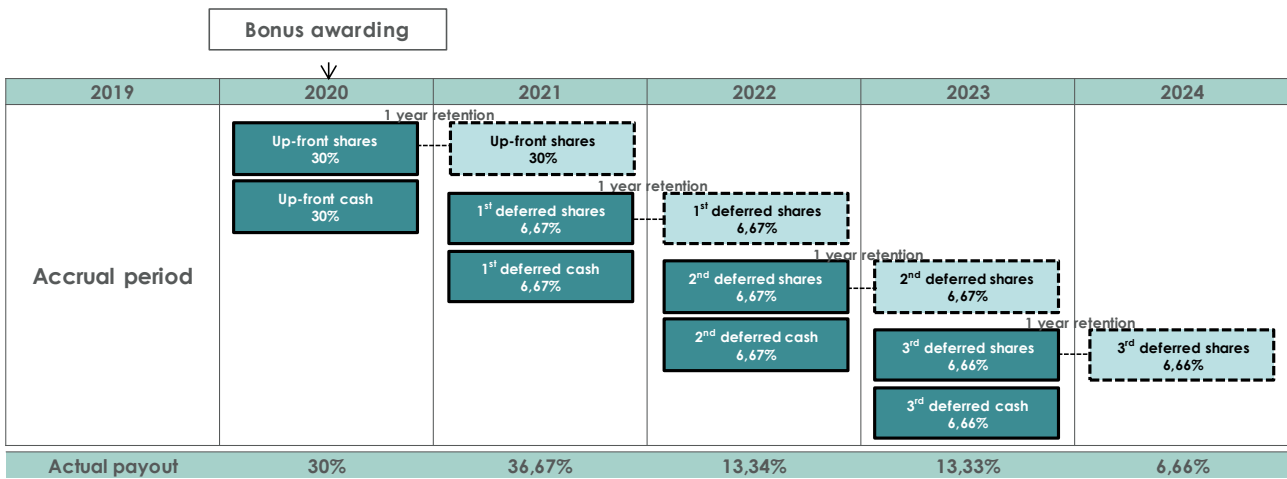 Bonus awarding
2019 2020 2021 2022 2023 2024
1 year retention
Up-front shares
30%
Up-front shares
30%
Up-front cash
30%
1 year retention
1st deferred shares
6,67%
1st deferred shares
6,67%
Accrual period
1st deferred cash
6,67%
1 year retention
2nd deferred shares
6,67%
2nd deferred shares
6,67%
2nd deferred cash
6,67%
1 year retention
3rd deferred shares
6,66%
3rd deferred shares
6,66%
3rd deferred cash
6,66%
Actual payout 30% 36,67% 13,34% 13,33% 6,66%